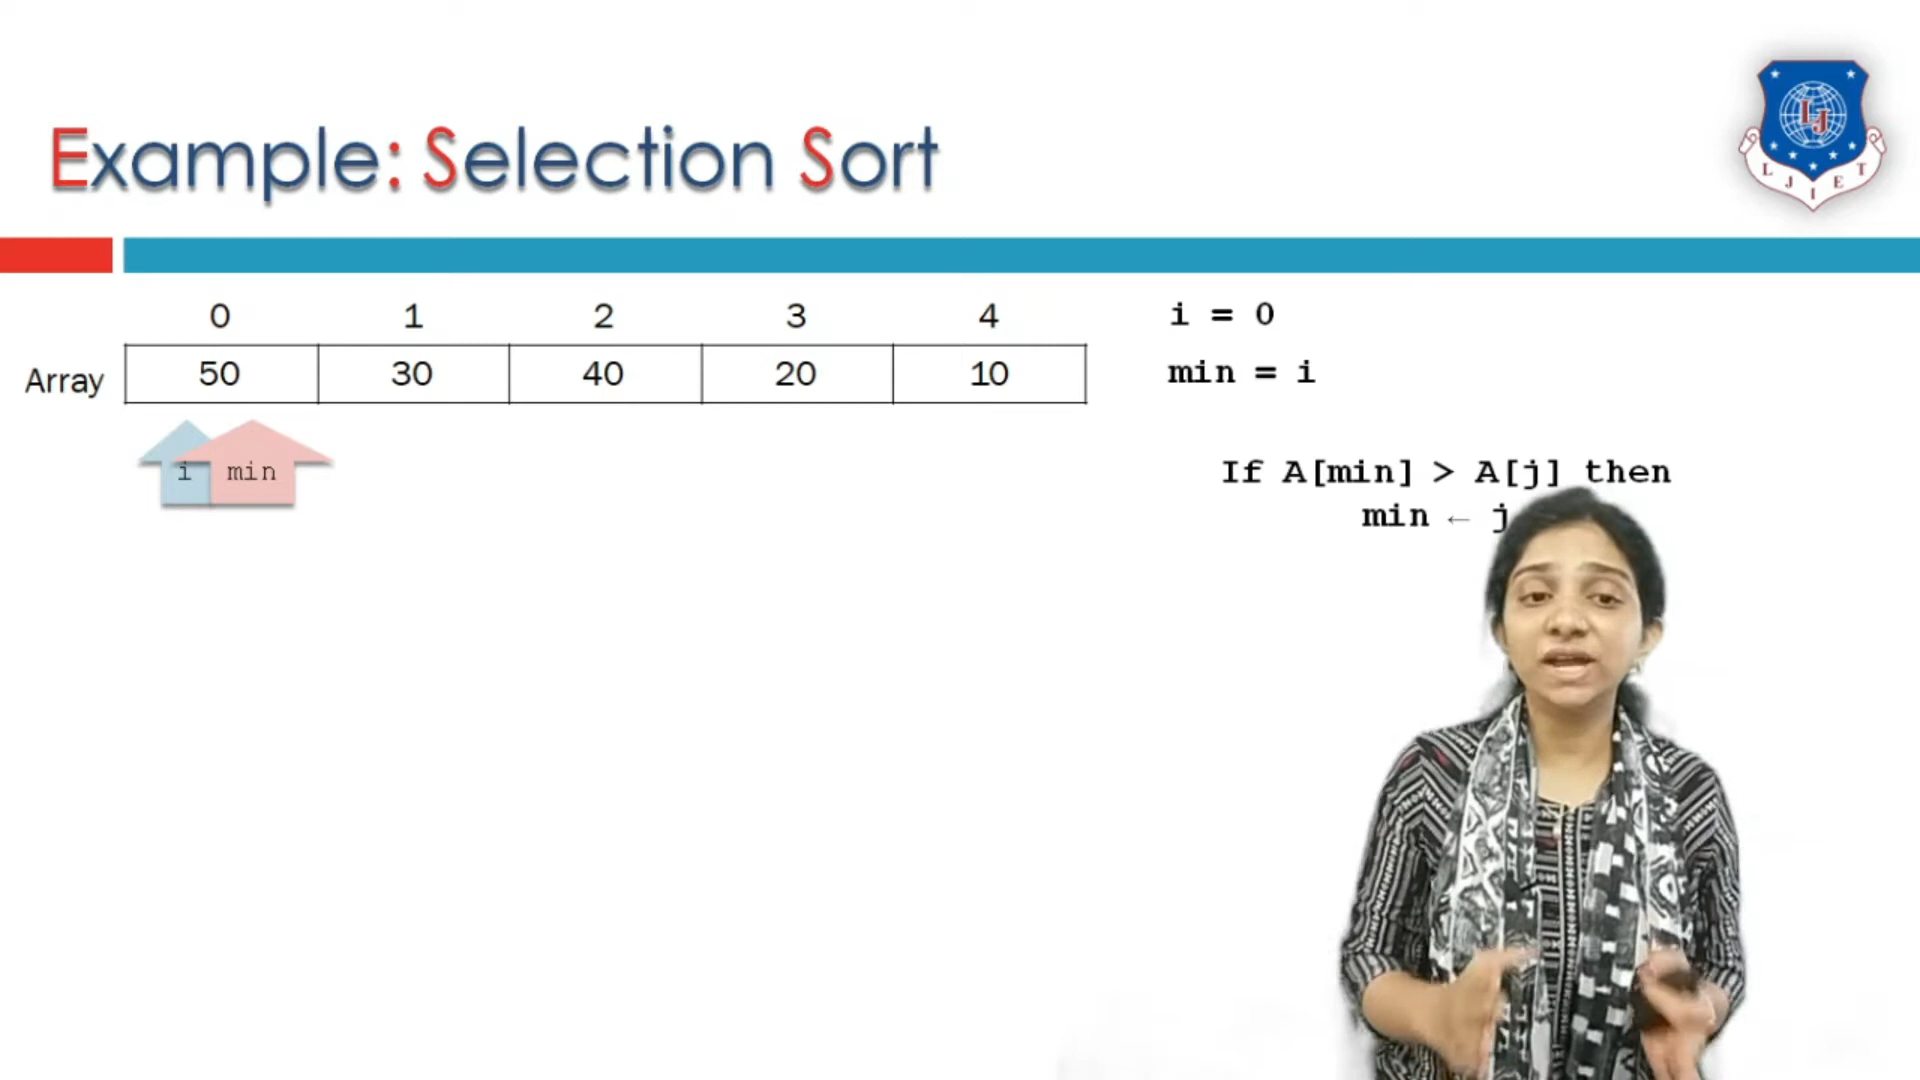 Example: Selection Sort
L J I E T
LJ
0 1 2 3 4
Array 50 30 40 20 10
i = 0
min = i
i min
If A[min] > A[j] then
min ← j